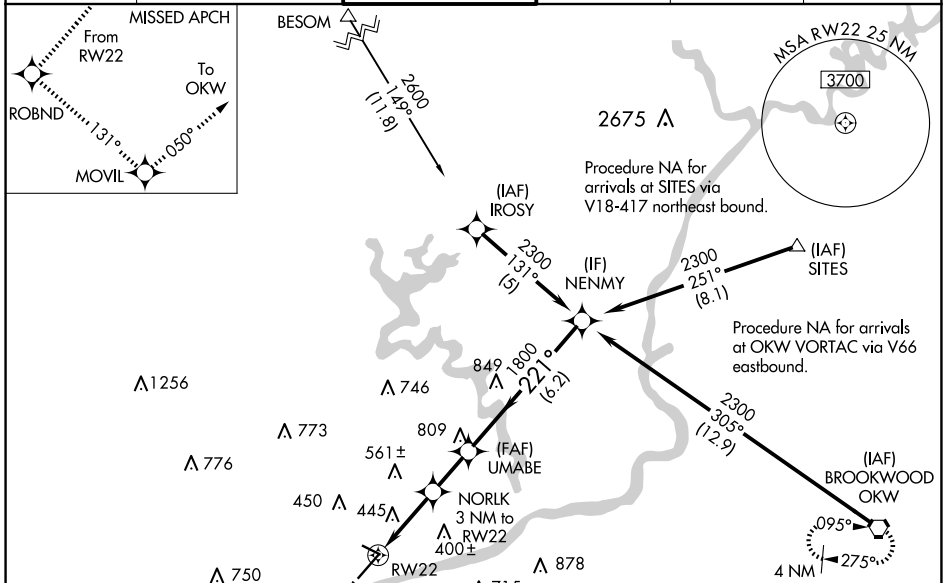 MISSED APCH
From
RW22
To
OKW
ROBND
131°
050°
MOVIL
BESOM
2600
149°
(11.8)
MSA RW22 25 NM
3700
2675
Procedure NA for
arrivals at SITES via
V18-417 northeast bound.
(IAF)
IROSY
2300
131°
(5)
(IF)
NENMY
2300
251°
(8.1)
(IAF)
SITES
Procedure NA for arrivals
at OKW VORTAC via V66
eastbound.
1256
746
849
1800
221°
(6.2)
2300
305°
(12.9)
773
809
(FAF)
UMABE
776
561±
(IAF)
BROOKWOOD
OKW
450
445
NORLK
3 NM to
RW22
400±
095°
275°
4 NM
RW22
878
750
715